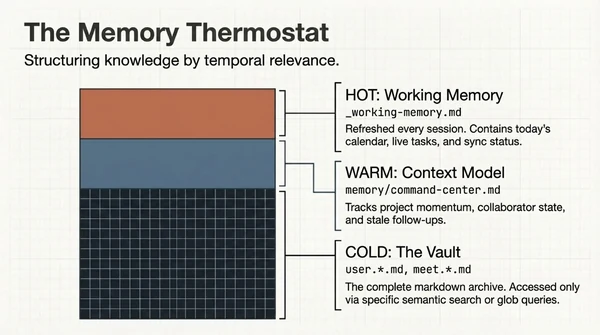 The Memory Thermostat
Structuring knowledge by temporal relevance.
HOT: Working Memory
_working-memory.md
Refreshed every session. Contains today's
calendar, live tasks, and sync status.
WARM: Context Model
memory/command-center.md
Tracks project momentum, collaborator state,
and stale follow-ups.
COLD: The Vault
user.*.md, meet.*.md
The complete markdown archive. Accessed only
via specific semantic search or glob queries.